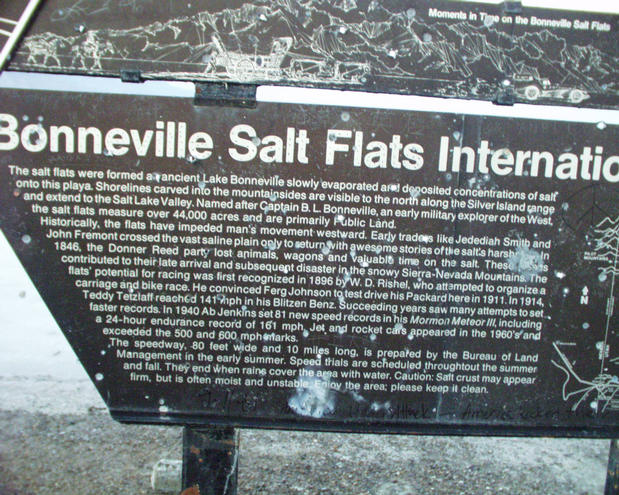 Moments in Time on the Bonneville Salt Flats
Bonneville Salt Flats Internatio
The salt flats were formed a ancient Lake Bonneville slowly evaporated and deposited concentrations of salt
onto this playa. Shorelines carved into the mountainsides are visible to the north along the Silver Island range
and extend to the Salt Lake Valley. Named after Captain B. L. Bonneville, an early military explorer of the West,
the salt flats measure over 44,000 acres and are primarily Public Land.
Historically, the flats have impeded man's movement westward. Early traders like Jedediah Smith and
John Fremont crossed the vast saline plain only to return with awesome stories of the salt's harsh In
1846, the Donner Reed party lost animals, wagons and valuable time on the salt. These
contributed to their late arrival and subsequent disaster in the snowy Sierra-Nevada Mountains. The
flats' potential for racing was first recognized in 1896 by W. D. Rishel, who attempted to organize a
carriage and bike race. He convinced Ferg Johnson to test drive his Packard here in 1911. In 1914,
Teddy Tetzlaff reached 141 mph in his Blitzen Benz. Succeeding years saw many attempts to set
faster records. In 1940 Ab Jenkins set 81 new speed records in his Mormon Meteor III, including
a 24-hour endurance record of 161 mph. Jet and rocket cars appeared in the 1960's and
exceeded the 500 and 600 mph marks.
The speedway, 80 feet wide and 10 miles long, is prepared by the Bureau of Land
Management in the early summer. Speed trials are scheduled throughtout the summer
and fall. They end when rains cover the area with water. Caution: Salt crust may appear
firm, but is often moist and unstable. Enjoy the area; please keep it clean.
N